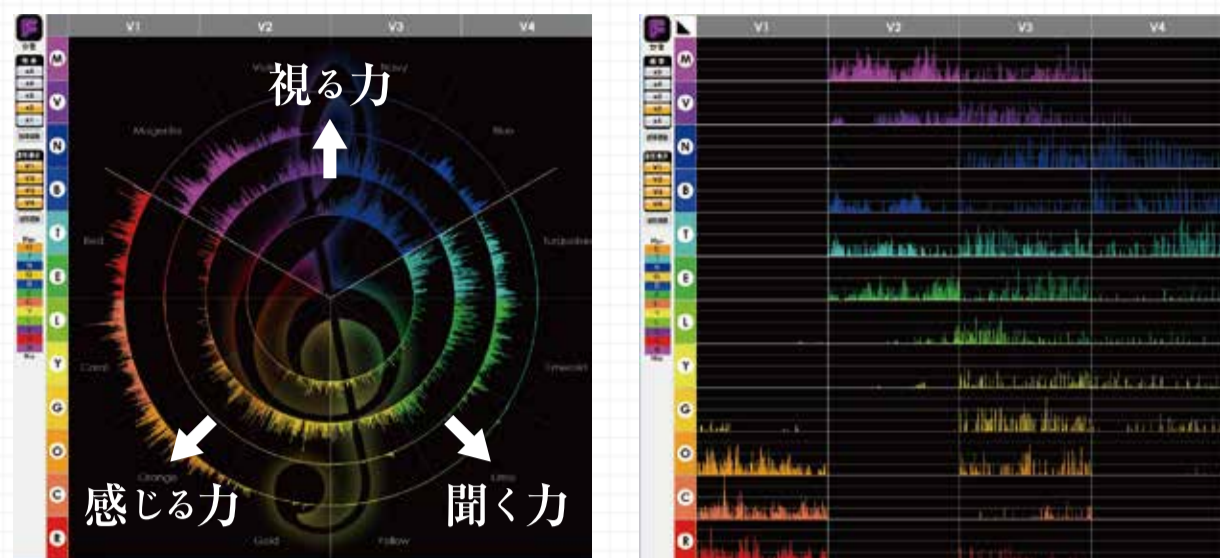 V1 V2 V3 V4
視る力
Navy
Magenta
Blue
Red
Turquoise
Coral
Emerald
Orange
Lime
感じる力
聞く力
Gold
Yellow
M
V
N
B
T
E
L
Y
G
O
C
R
V1 V2 V3 V4
M
V
N
B
T
E
L
Y
G
O
C
R